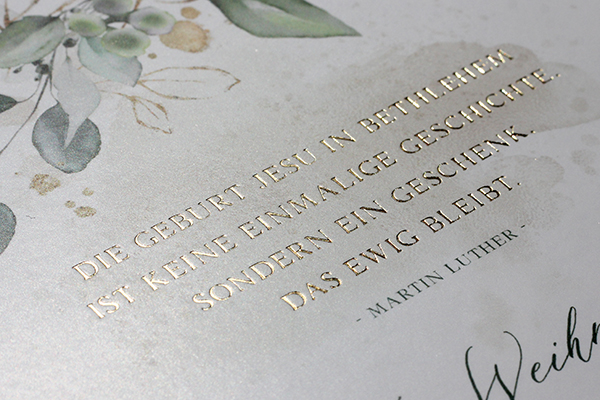 DIE GEBURT JESU IN BETHLEHEM
IST KEINE EINMALIGE GESCHICHTE.
SONDERN EIN GESCHENK.
DAS EWIG BLEIBT.
- MARTIN LUTHER -